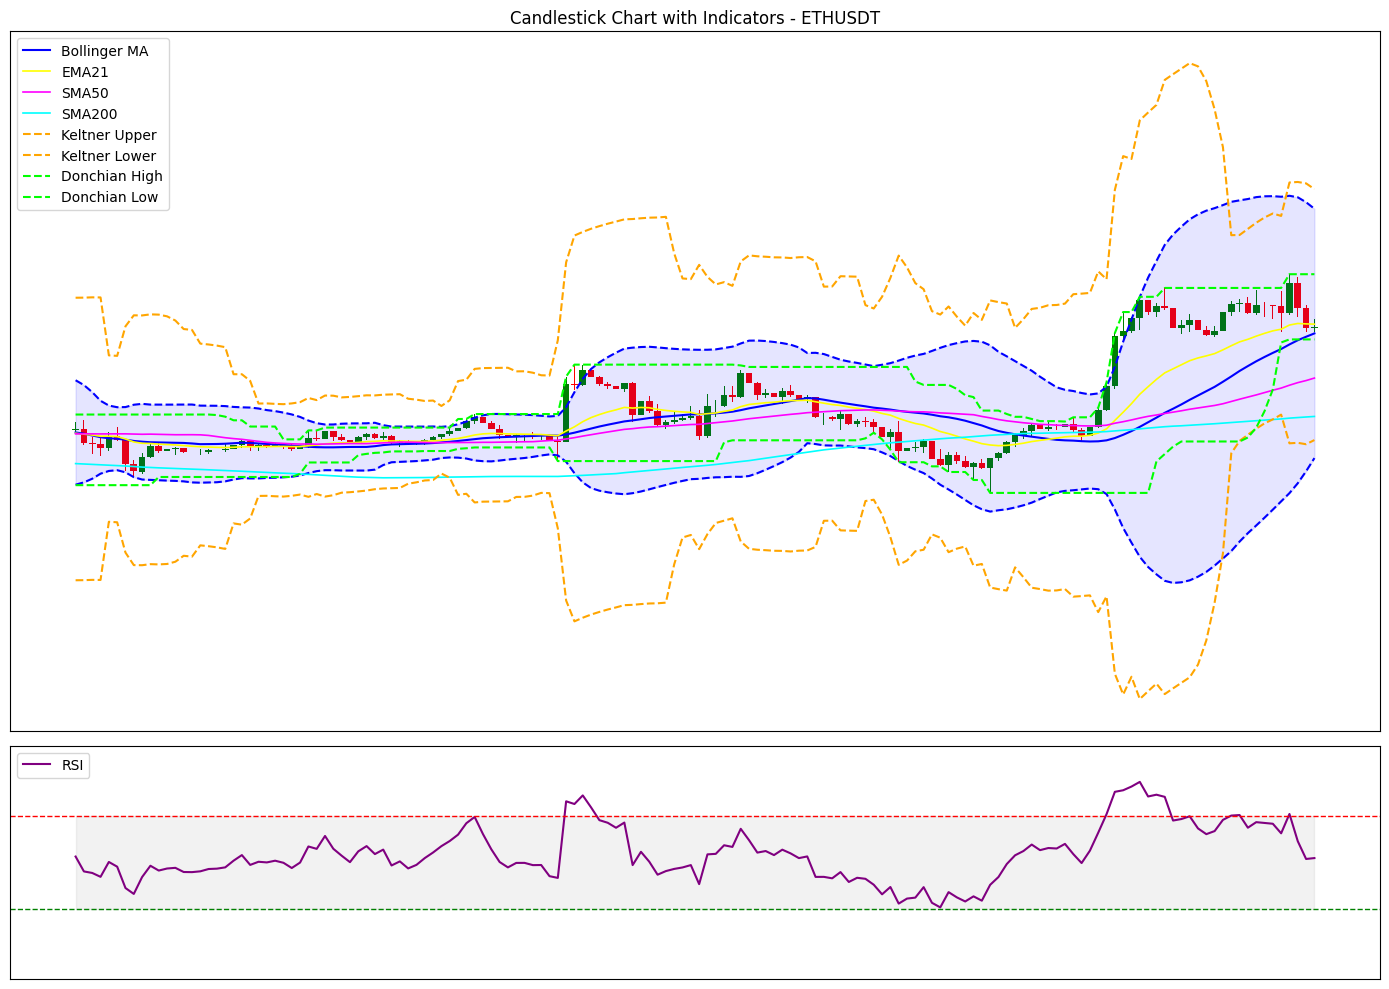 Candlestick Chart with Indicators - ETHUSDT
Bollinger MA
EMA21
SMA50
SMA200
Keltner Upper
Keltner Lower
Donchian High
Donchian Low
RSI